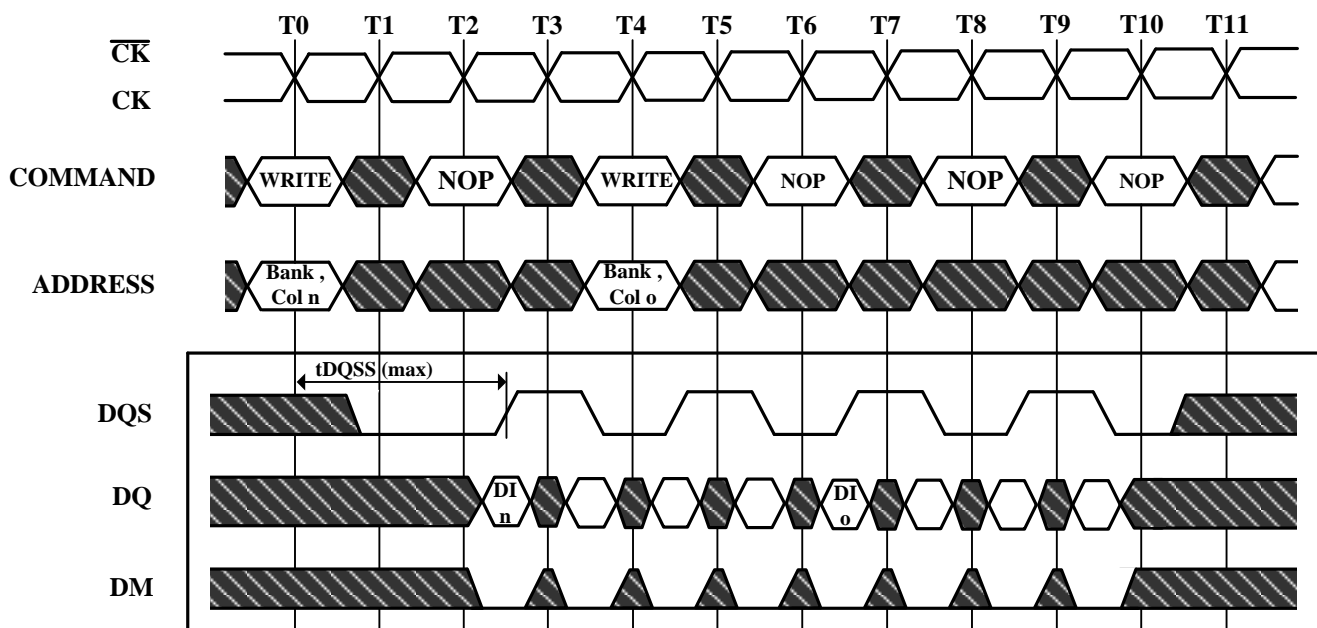 T0 T1 T2 T3 T4 T5 T6 T7 T8 T9 T10 T11
CK
CK
COMMAND WRITE NOP WRITE NOP NOP NOP
ADDRESS Bank , Bank ,
Col n Col o
tDQSS (max)
DQS
DQ DI DI
n o
DM